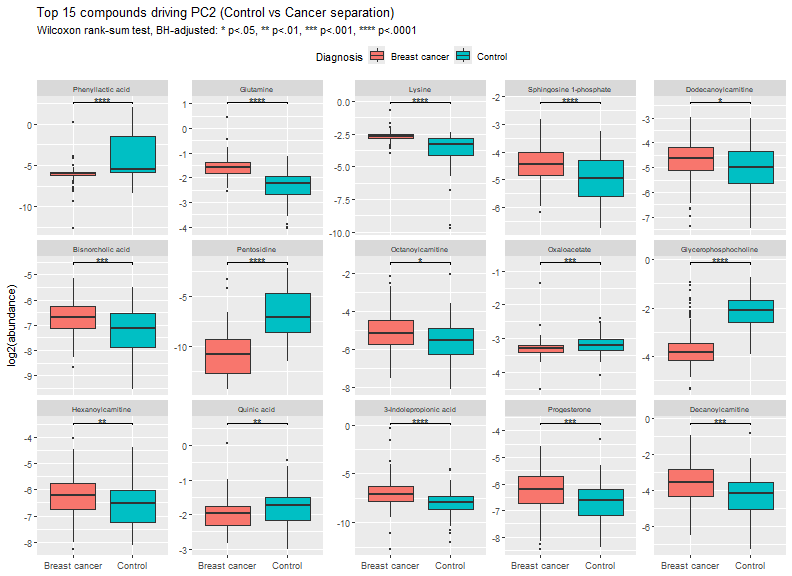 Top 15 compounds driving PC2 (Control vs Cancer separation)
Wilcoxon rank-sum test, BH-adjusted: * p<.05, ** p<.01, *** p<.001, **** p<.0001
Diagnosis Breast cancer Control
Phenyllactic acid Glutamine Lysine Sphingosine 1-phosphate Dodecanoylcarnitine
**** **** **** **** *
0 -5 -10
1 0 -1 -2 -3 -4
0.0 -2.5 -5.0 -7.5 -10.0
-2 -3 -4 -5 -6
-3 -4 -5 -6 -7
Bisnorcholic acid Pentosidine Octanoylcarnitine Oxaloacetate Glycerophosphocholine
*** **** * *** ****
-5 -6 -7 -8 -9
-5 -10
-2 -4 -6 -8
-1 -2 -3 -4
0 -2 -4
log2(abundance)
Hexanoylcarnitine Quinic acid 3-Indolepropionic acid Progesterone Decanoylcarnitine
** ** **** *** ***
-4 -5 -6 -7 -8
0 -1 -2 -3
0 -5 -10
-4 -5 -6 -7 -8
0 -2 -4 -6
Breast cancer Control Breast cancer Control Breast cancer Control Breast cancer Control Breast cancer Control